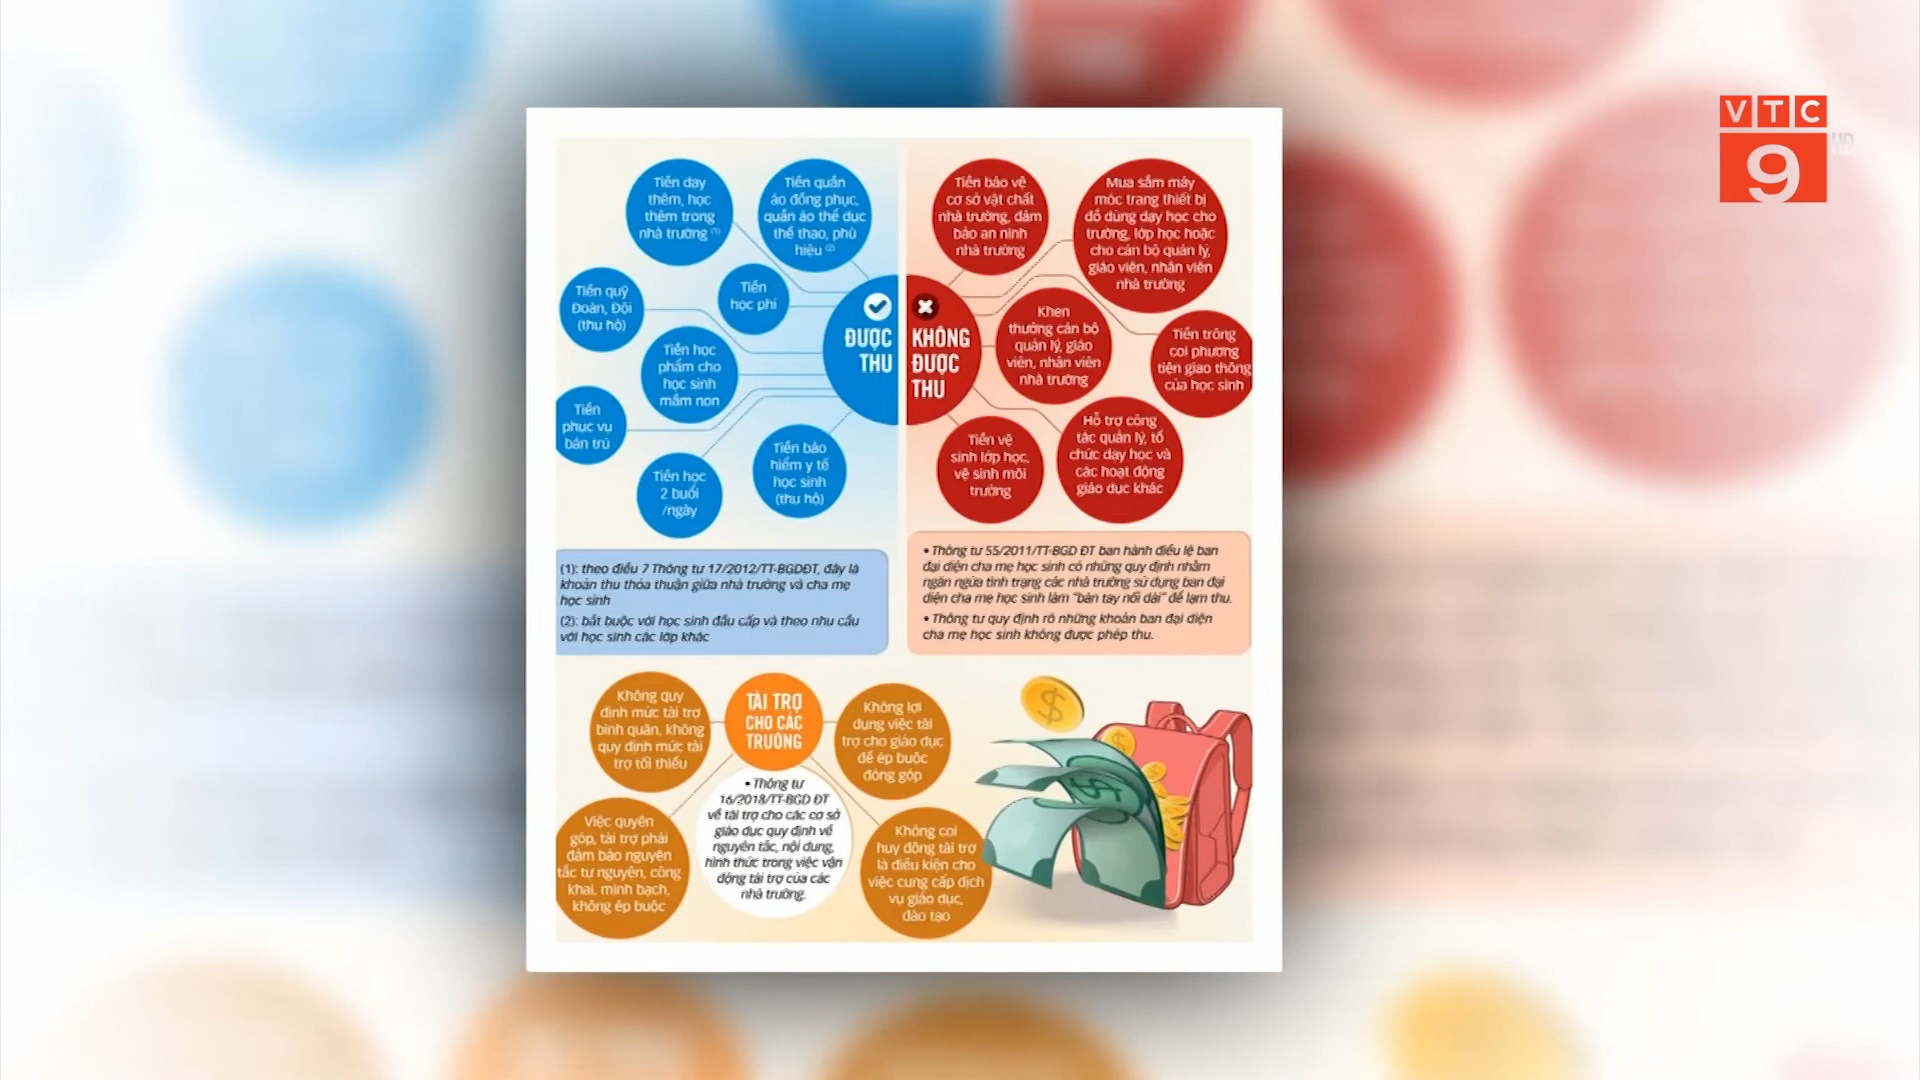 VTC
9
HD
Tiền dạy
thêm, học
thêm trong
nhà trường (1)
Tiền quần
áo đồng phục,
quần áo thể dục
thể thao, phù
hiệu (2)
Tiền quỹ
Đoàn, Đội
(thu hộ)
Tiền
học phí
Tiền học
phẩm cho
học sinh
mầm non
Tiền
phục vụ
bán trú
Tiền học
2 buổi
/ngày
Tiền bảo
hiểm y tế
học sinh
(thu hộ)
ĐƯỢC
THU
KHÔNG
ĐƯỢC
THU
Tiền bảo vệ
cơ sở vật chất
nhà trường, đảm
bảo an ninh
nhà trường
Mua sắm máy
móc trang thiết bị
đồ dùng dạy học cho
trường, lớp học hoặc
cho cán bộ quản lý,
giáo viên, nhân viên
nhà trường
Khen
thưởng cán bộ
quản lý, giáo
viên, nhân viên
nhà trường
Tiền trông
coi phương
tiện giao thông
của học sinh
Tiền vệ
sinh lớp học,
vệ sinh môi
trường
Hỗ trợ công
tác quản lý, tổ
chức dạy học và
các hoạt động
giáo dục khác
(1): theo điều 7 Thông tư 17/2012/TT-BGDĐT, đây là
khoản thu thỏa thuận giữa nhà trường và cha mẹ
học sinh
(2): bắt buộc với học sinh đầu cấp và theo nhu cầu
với học sinh các lớp khác
• Thông tư 55/2011/TT-BGD ĐT ban hành điều lệ ban
đại diện cha mẹ học sinh có những quy định nhằm
ngăn ngừa tình trạng các nhà trường sử dụng ban đại
diện cha mẹ học sinh làm "bàn tay nối dài" để lạm thu.
• Thông tư quy định rõ những khoản ban đại diện
cha mẹ học sinh không được phép thu.
Không quy
định mức tài trợ
bình quân, không
quy định mức tài
trợ tối thiểu
TÀI TRỢ
CHO CÁC
TRƯỜNG
Không lợi
dụng việc tài
trợ cho giáo dục
để ép buộc
đóng góp
Việc quyên
góp, tài trợ phải
đảm bảo nguyên
tắc tự nguyện, công
khai, minh bạch,
không ép buộc
• Thông tư
16/2018/TT-BGD ĐT
về tài trợ cho các cơ sở
giáo dục quy định về
nguyên tắc, nội dung,
hình thức trong việc vận
động tài trợ của các
nhà trường.
Không coi
huy động tài trợ
là điều kiện cho
việc cung cấp dịch
vụ giáo dục,
đào tạo